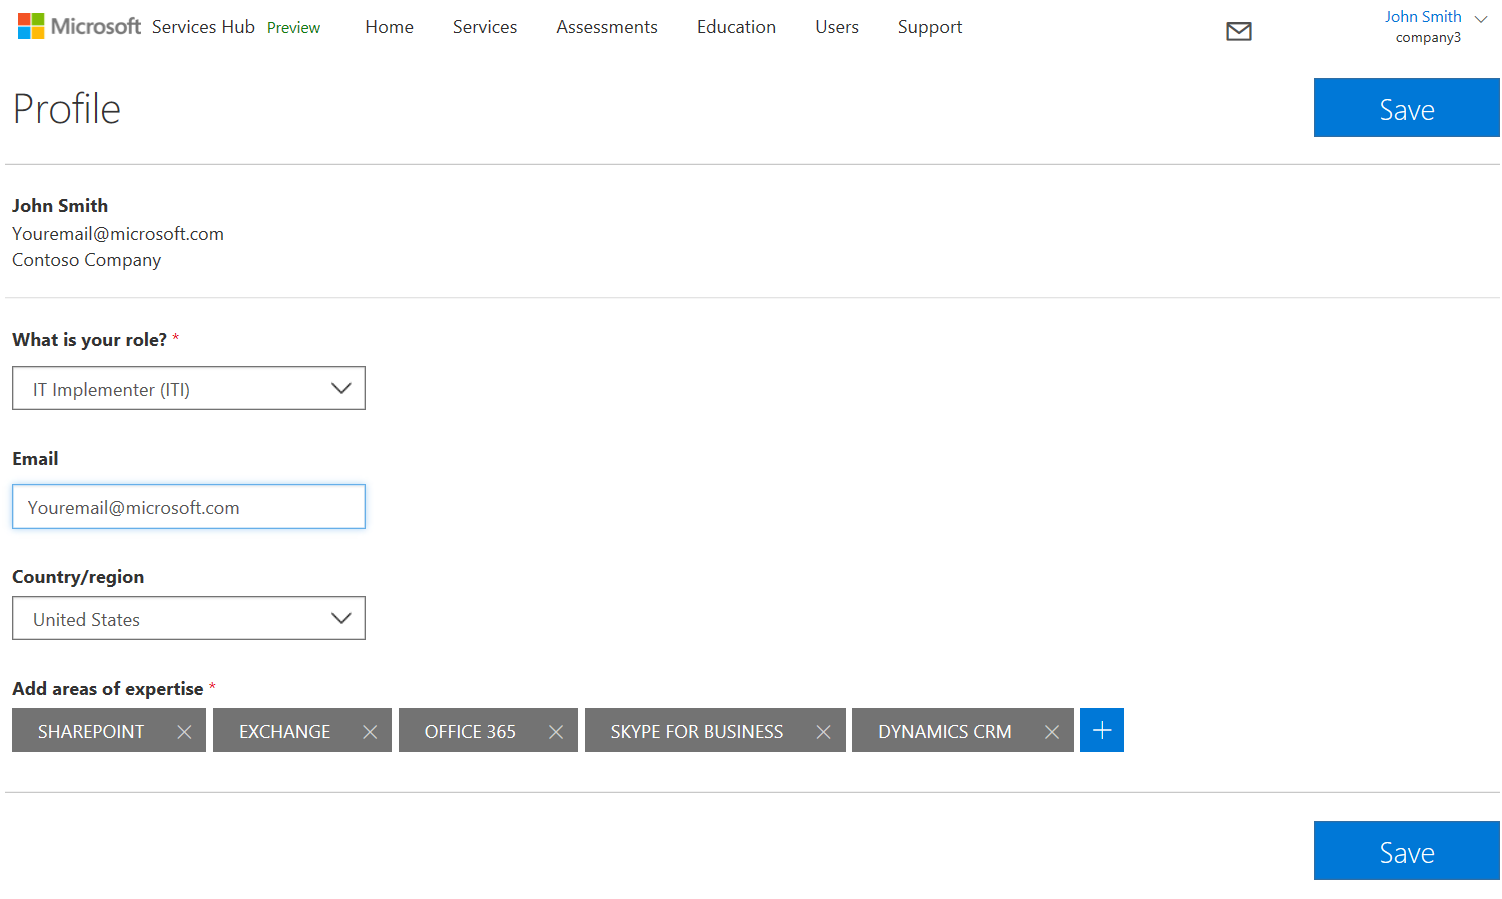 Microsoft Services Hub Preview Home Services Assessments Education Users Support John Smith
company3
Profile Save
John Smith
Youremail@microsoft.com
Contoso Company
What is your role? *
IT Implementer (ITI)
Email
Youremail@microsoft.com
Country/region
United States
Add areas of expertise *
SHAREPOINT EXCHANGE OFFICE 365 SKYPE FOR BUSINESS DYNAMICS CRM
Save